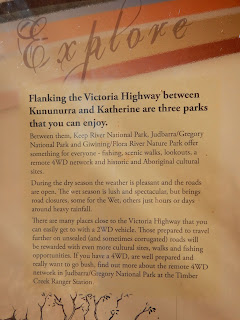 Explore
Flanking the Victoria Highway between
Kununurra and Katherine are three parks
that you can enjoy.
Between them, Keep River National Park, Judbarra/Gregory
National Park and Giwining/Flora River Nature Park offer
something for everyone - fishing, scenic walks, lookouts, a
remote 4WD network and historic and Aboriginal cultural
sites.
During the dry season the weather is pleasant and the roads
are open. The wet season is lush and spectacular, but brings
road closures, some for the Wet, others just hours or days
around heavy rainfall.
There are many places close to the Victoria Highway that you
can easily get to with a 2WD vehicle. Those prepared to travel
further on unsealed (and sometimes corrugated) roads will
be rewarded with even more cultural sites, walks and fishing
opportunities. If you have a 4WD, are well prepared and
really want to go bush, find out more about the remote 4WD
network in Judbarra/Gregory National Park at the Timber
Creek Ranger Station